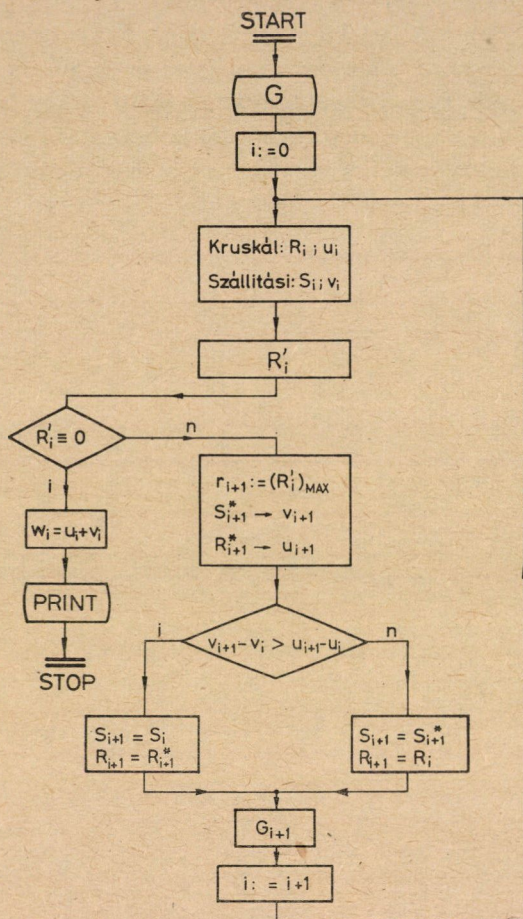 START
G
i:=0
Kruskál: Rᵢ; uᵢ
Szállitási: Sᵢ; vᵢ
R'ᵢ
R'ᵢ ≡ 0
n
i
rᵢ₊₁:=(R'ᵢ)MAX
S*ᵢ₊₁ → vᵢ₊₁
R*ᵢ₊₁ → uᵢ₊₁
wᵢ=uᵢ+vᵢ
PRINT
STOP
i
vᵢ₊₁-vᵢ > uᵢ₊₁-uᵢ
n
Sᵢ₊₁ = Sᵢ
Rᵢ₊₁ = R*ᵢ₊₁
Sᵢ₊₁ = S*ᵢ₊₁
Rᵢ₊₁ = Rᵢ
Gᵢ₊₁
i: = i+1